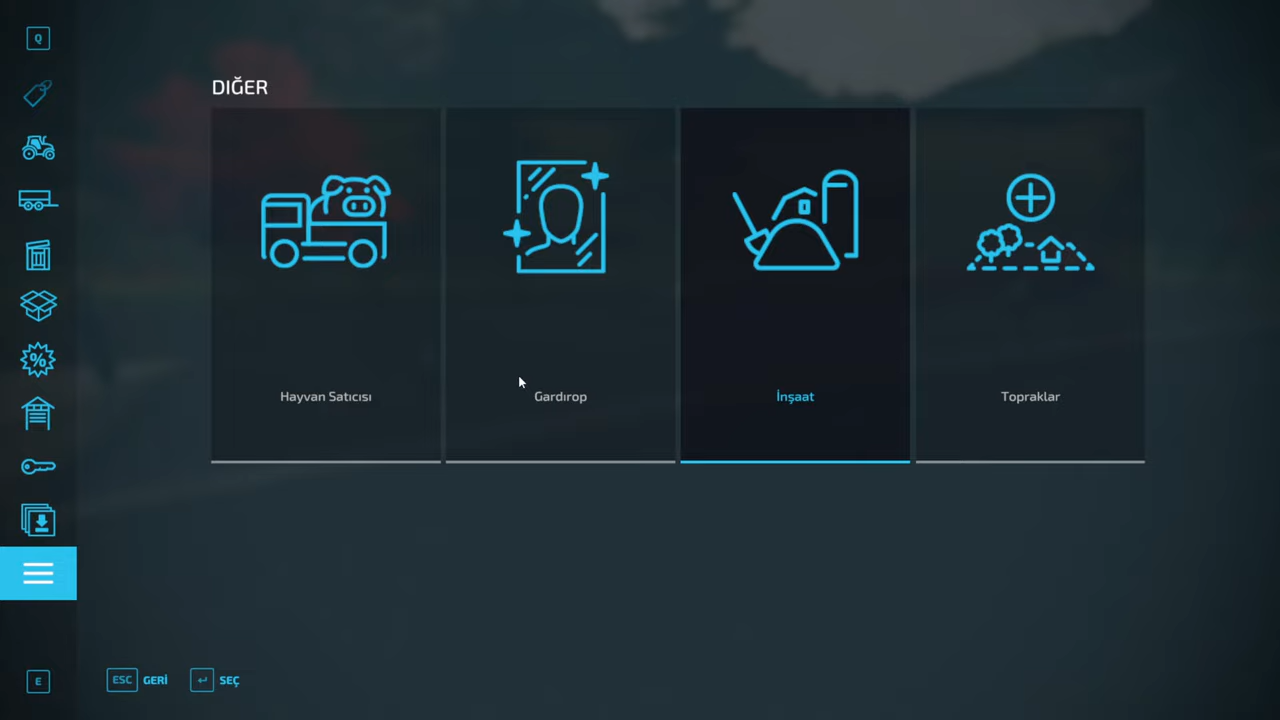 Q
DIĞER
%
Hayvan Satıcısı
Gardırop
İnşaat
Topraklar
E
ESC GERİ ↵ SEÇ